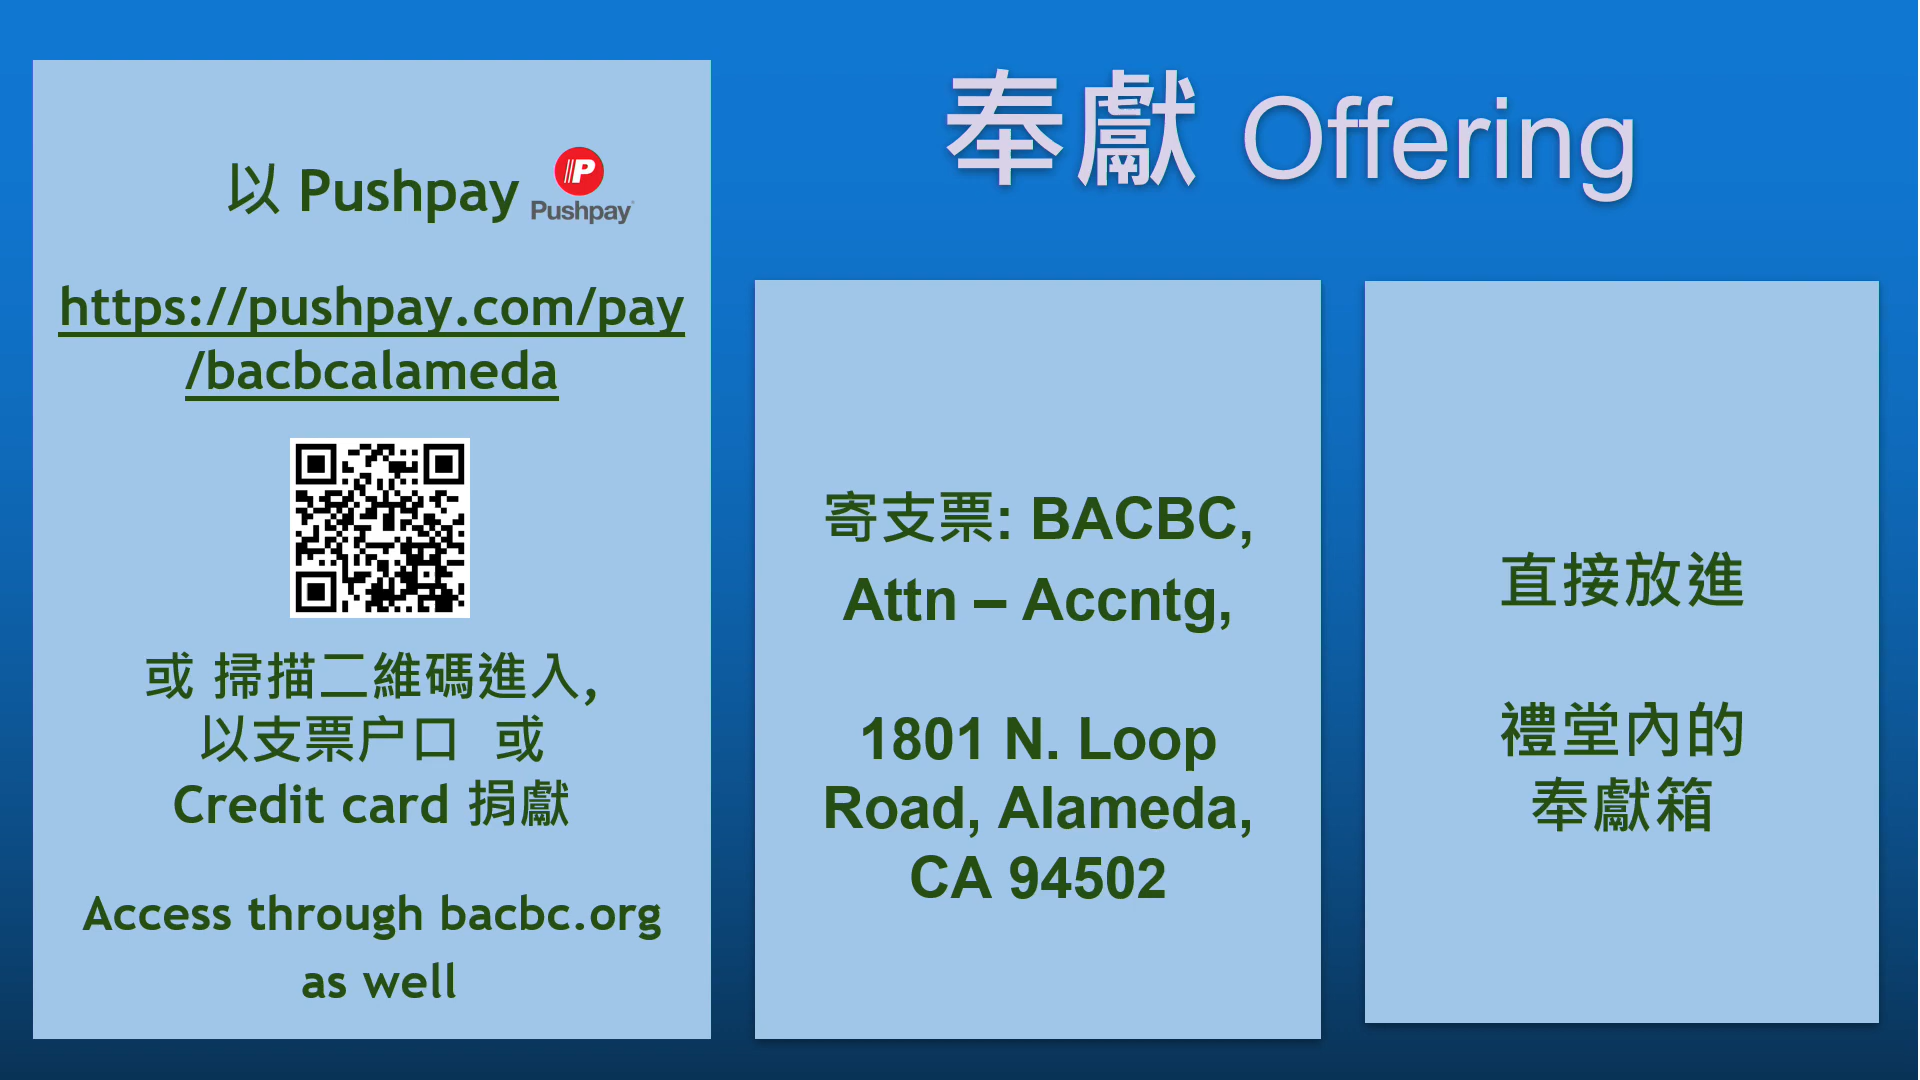 奉獻 Offering
以 Pushpay
Pushpay
https://pushpay.com/pay
/bacbcalameda
或 掃描二維碼進入,
以支票户口 或
Credit card 捐獻
Access through bacbc.org
as well
寄支票: BACBC,
Attn – Accntg,
1801 N. Loop
Road, Alameda,
CA 94502
直接放進
禮堂內的
奉獻箱